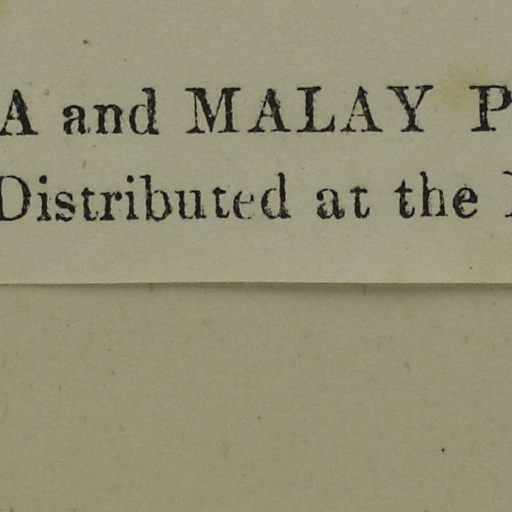 A and MALAY P
Distributed at the